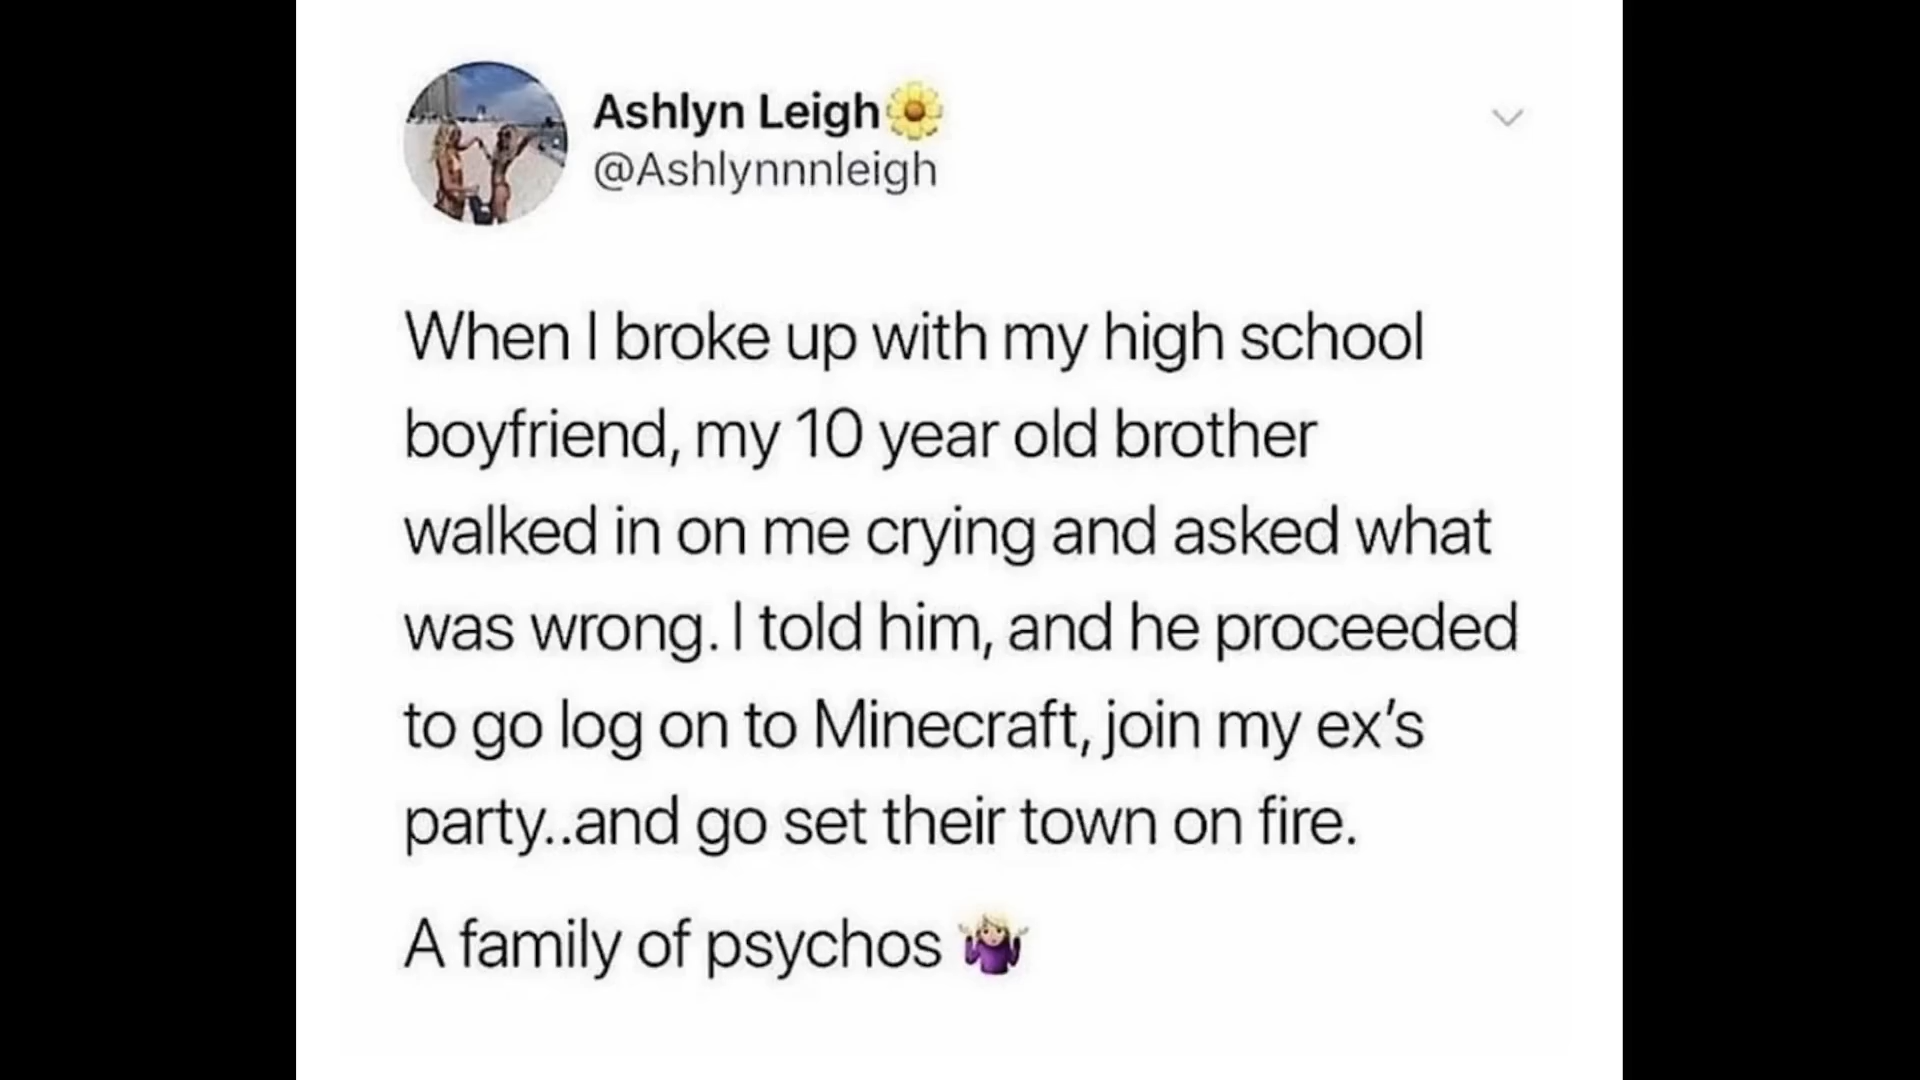 Ashlyn Leigh🌼
@Ashlynnnleigh
When I broke up with my high school
boyfriend, my 10 year old brother
walked in on me crying and asked what
was wrong. I told him, and he proceeded
to go log on to Minecraft, join my ex's
party..and go set their town on fire.
A family of psychos 🤷🏼‍♀️